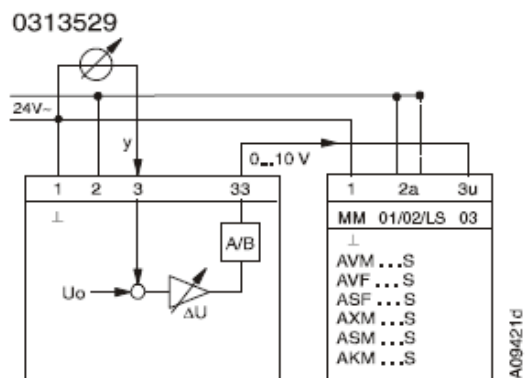 0313529
24V~
y
0...10 V
1 2 3 33
1 2a 3u
⊥
MM 01/02/LS 03
A/B
⊥
AVM ...S
AVF ...S
ASF ...S
AXM ...S
ASM ...S
AKM ...S
Uo
ΔU
A09421d